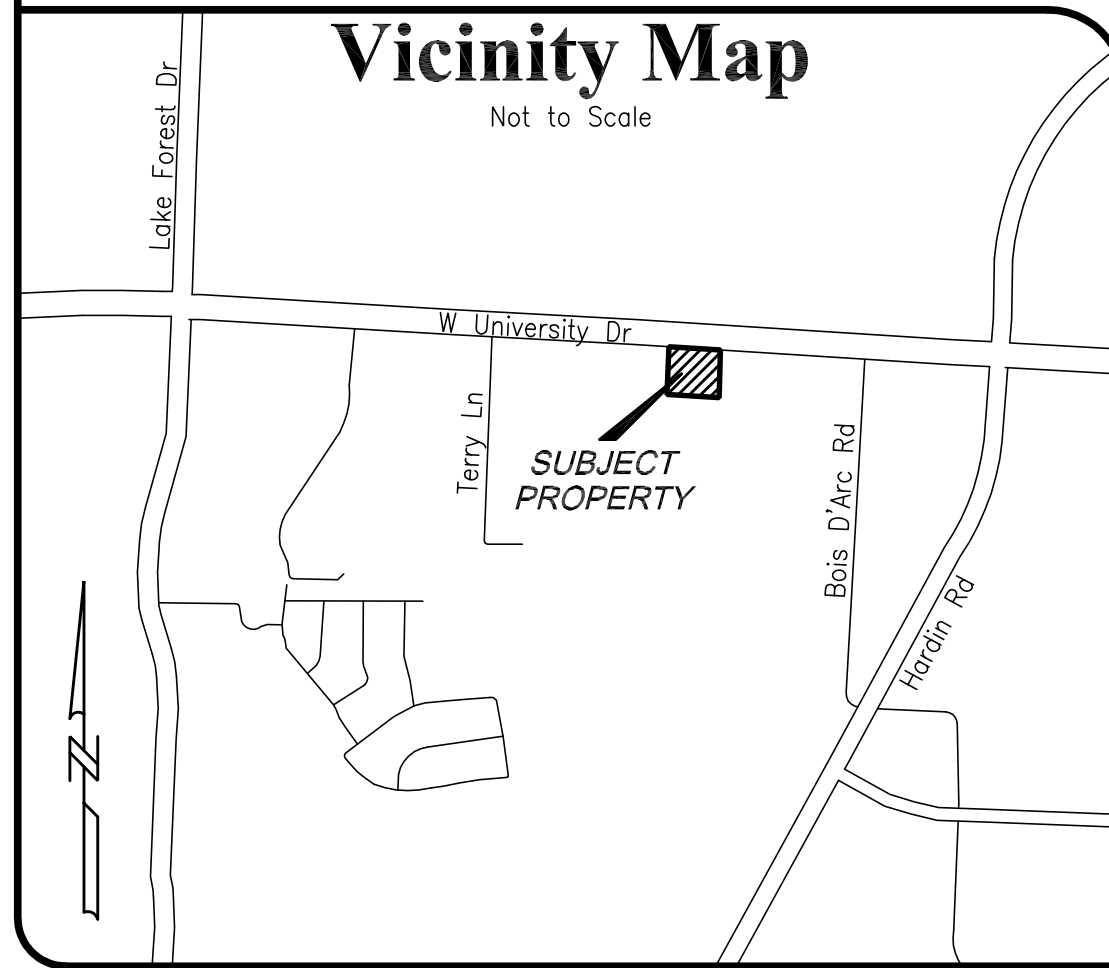 Vicinity Map
Not to Scale
Lake Forest Dr
W University Dr
Terry Ln
SUBJECT
PROPERTY
Bois D'Arc Rd
Hardin Rd
N